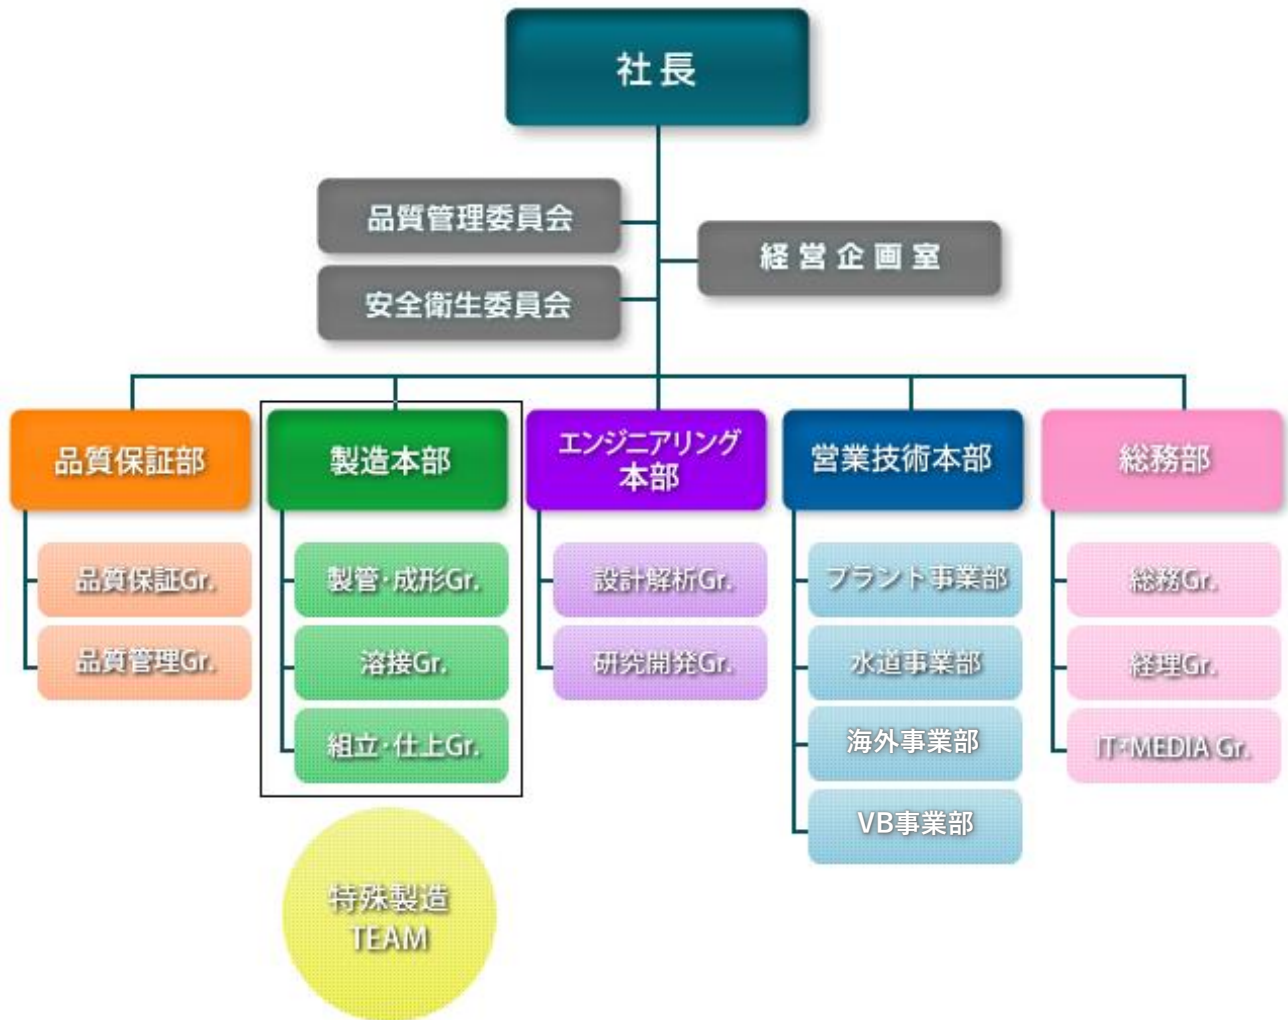 社長
品質管理委員会
経営企画室
安全衛生委員会
品質保証部
製造本部
エンジニアリング
本部
営業技術本部
総務部
品質保証Gr.
品質管理Gr.
製管・成形Gr.
溶接Gr.
組立・仕上Gr.
設計解析Gr.
研究開発Gr.
プラント事業部
水道事業部
海外事業部
VB事業部
総務Gr.
経理Gr.
IT・MEDIA Gr.
特殊製造
TEAM